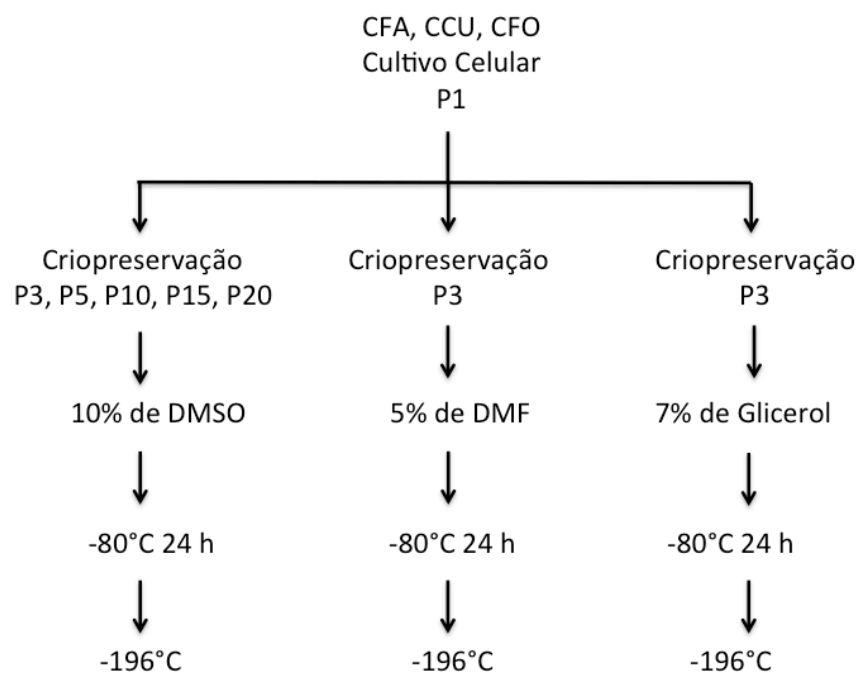 CFA, CCU, CFO
Cultivo Celular
P1
Criopreservação
P3, P5, P10, P15, P20
Criopreservação
P3
Criopreservação
P3
10% de DMSO
5% de DMF
7% de Glicerol
-80°C 24 h
-80°C 24 h
-80°C 24 h
-196°C
-196°C
-196°C